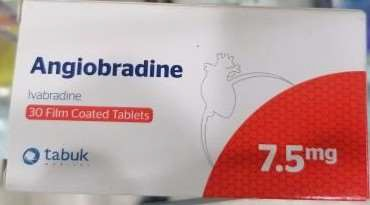 Angiobradine
Ivabradine
30 Film Coated Tablets
tabuk
7.5mg